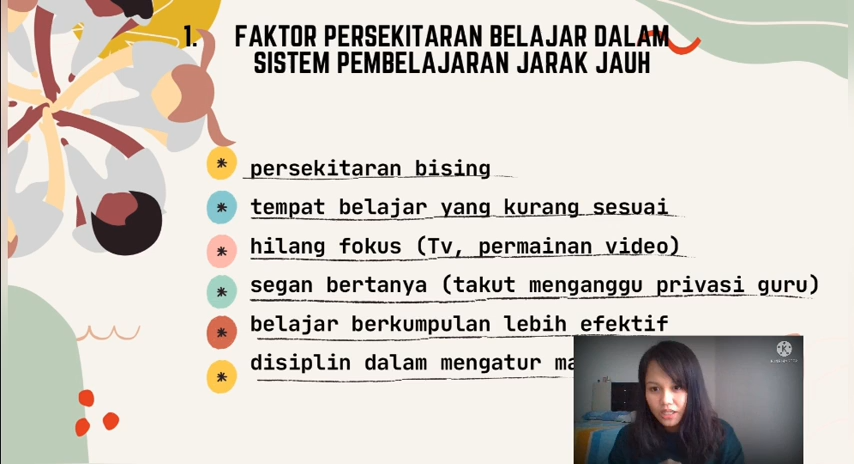 1. FAKTOR PERSEKITARAN BELAJAR DALAM
SISTEM PEMBELAJARAN JARAK JAUH
persekitaran bising
tempat belajar yang kurang sesuai
hilang fokus (Tv, permainan video)
segan bertanya (takut menganggu privasi guru)
belajar berkumpulan lebih efektif
disiplin dalam mengatur